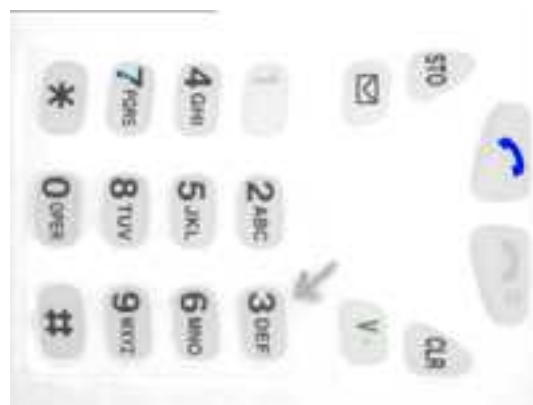 STO CLR
V
1 2 ABC 3 DEF
4 GHI 5 JKL 6 MNO
7 PQRS 8 TUV 9 WXYZ
* 0 OPER #